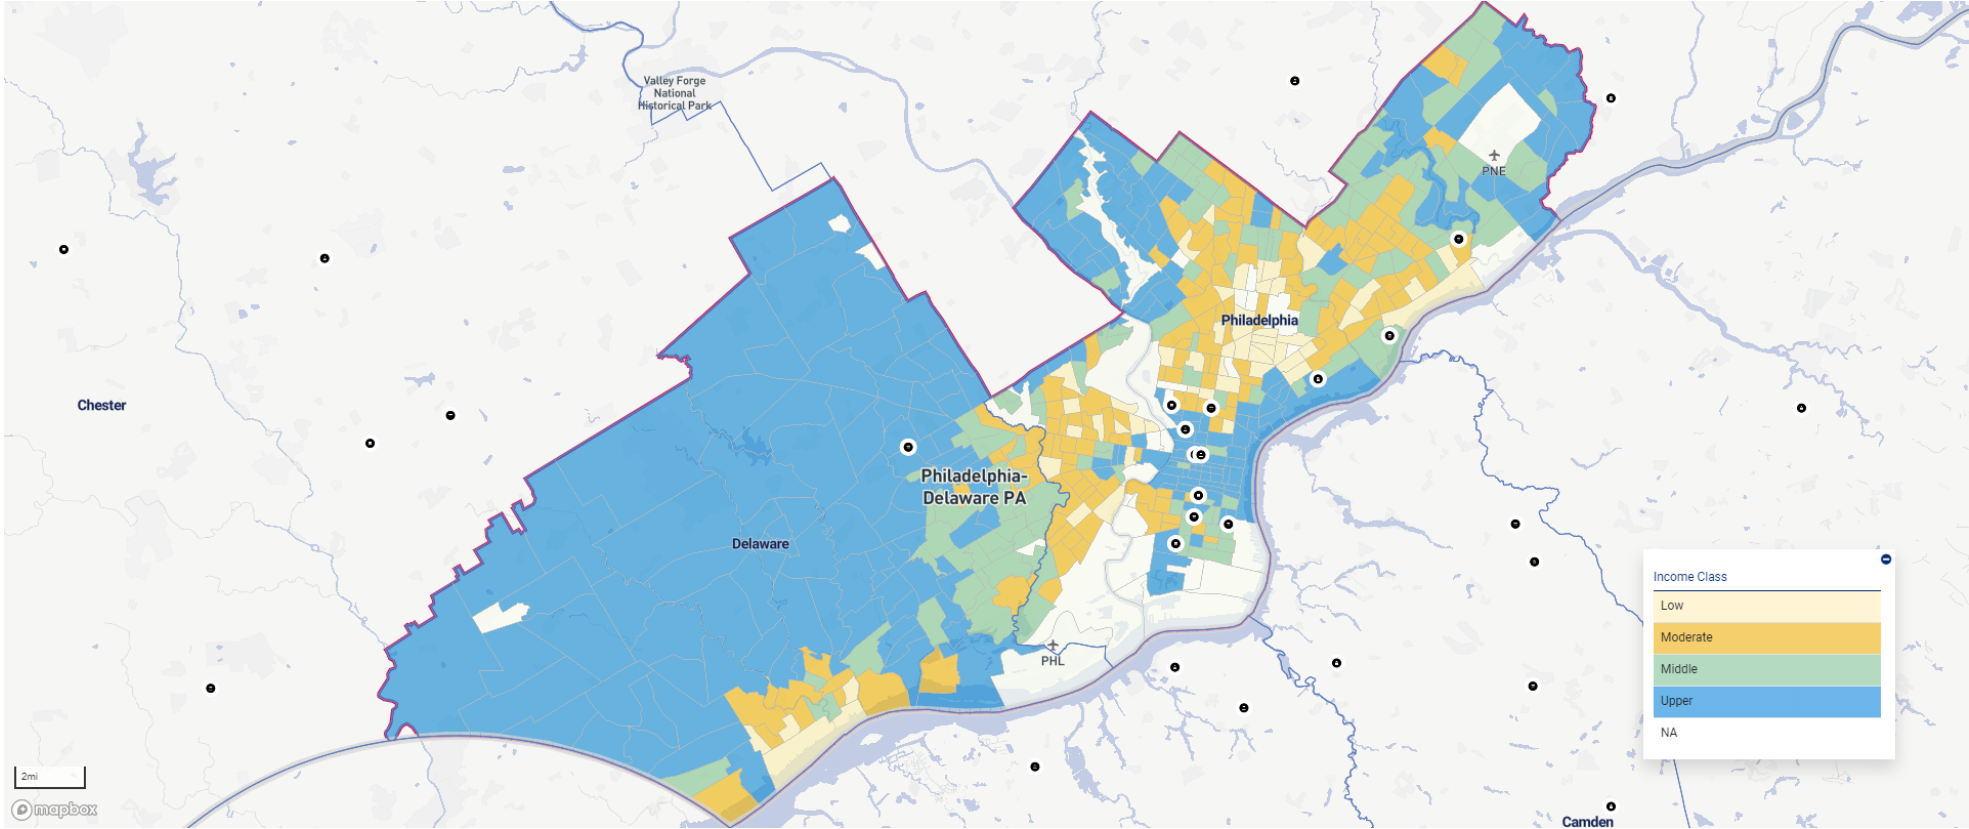 Valley Forge
National
Historical Park
PNE
Philadelphia
Chester
Philadelphia-
Delaware PA
Delaware
PHL
Income Class
Low
Moderate
Middle
Upper
NA
2mi
mapbox
Camden